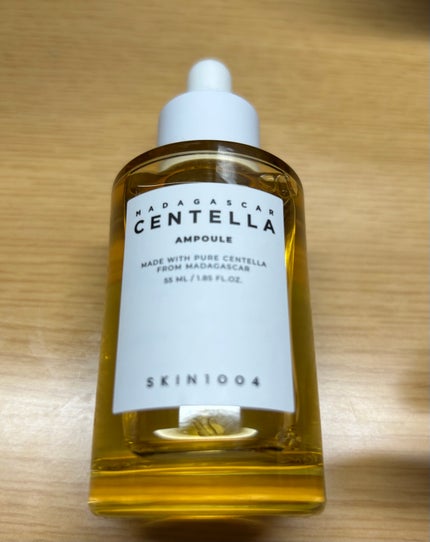 MADAGASCAR
CENTELLA
AMPOULE
MADE WITH PURE CENTELLA
FROM MADAGASCAR
55 ML / 1.85 FL.OZ.
SKIN1004